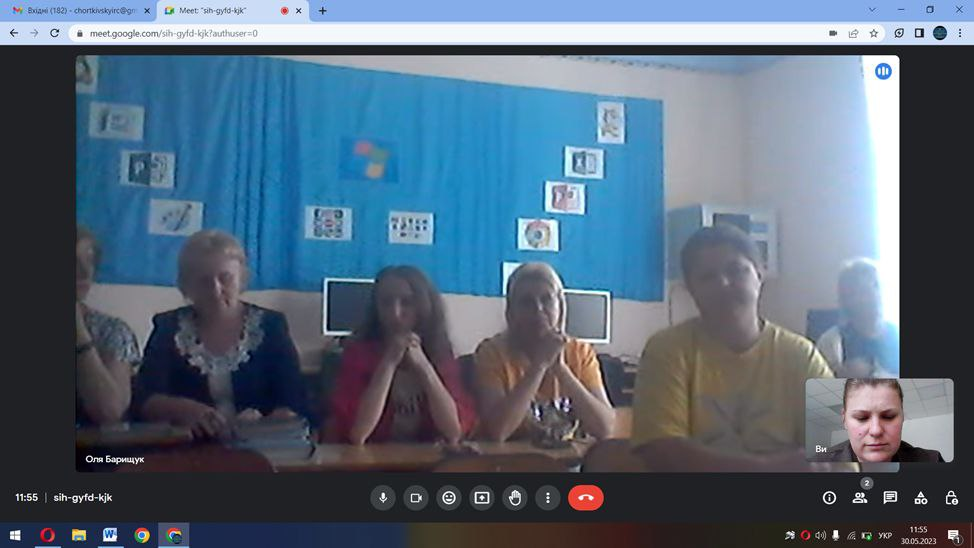 Вхідні (182) - chortkivskyirc@gm
Meet: "sih-gyfd-kjk"
meet.google.com/sih-gyfd-kjk?authuser=0
Оля Барищук
Ви
11:55 | sih-gyfd-kjk
2
УКР
11:55
30.05.2023
1